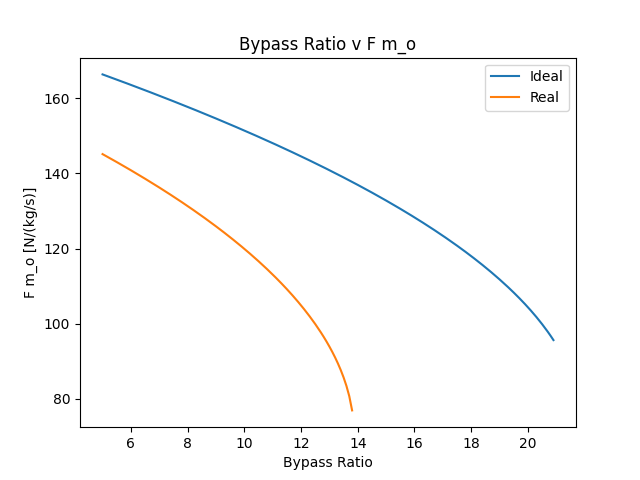 Bypass Ratio v F m_o
Ideal
Real
F m_o [N/(kg/s)]
160
140
120
100
80
6 8 10 12 14 16 18 20
Bypass Ratio